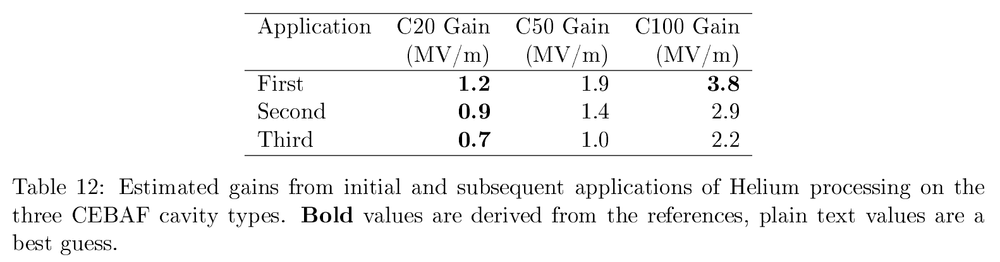 Application C20 Gain C50 Gain C100 Gain
(MV/m) (MV/m) (MV/m)
First 1.2 1.9 3.8
Second 0.9 1.4 2.9
Third 0.7 1.0 2.2
Table 12: Estimated gains from initial and subsequent applications of Helium processing on the
three CEBAF cavity types. Bold values are derived from the references, plain text values are a
best guess.